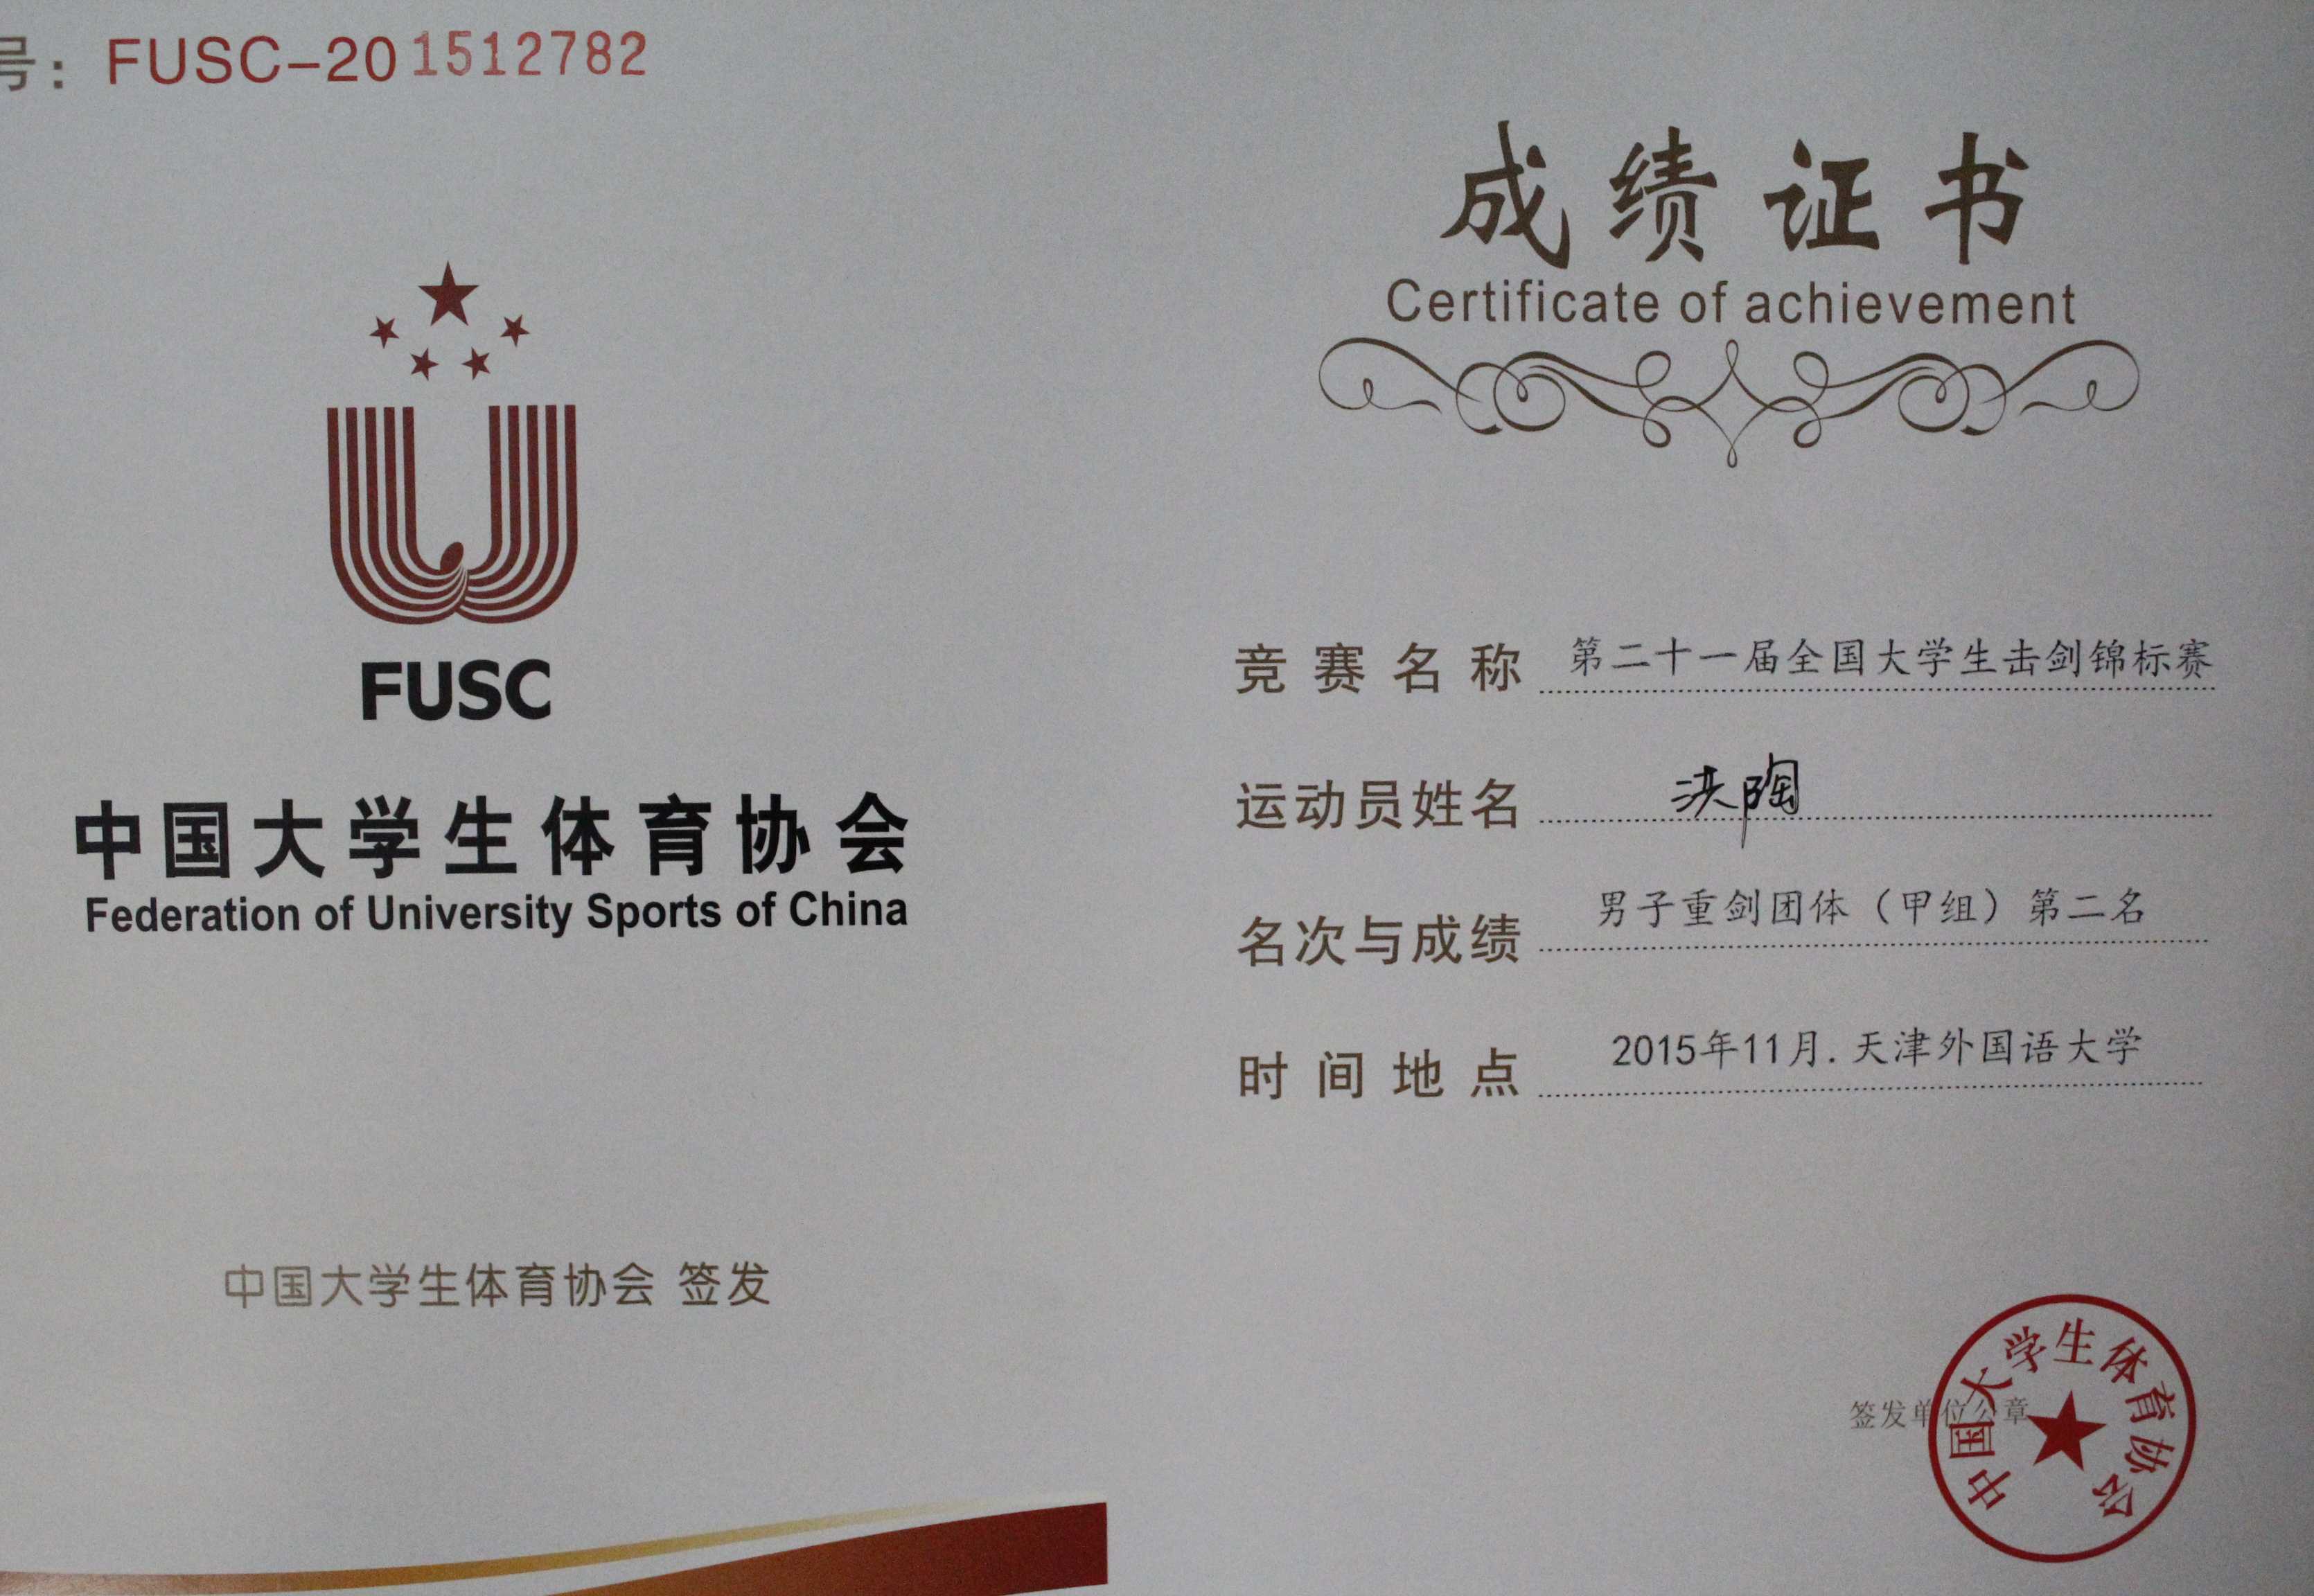 号：FUSC-201512782
FUSC
中国大学生体育协会
Federation of University Sports of China
中国大学生体育协会 签发
成绩证书
Certificate of achievement
竞赛名称 第二十一届全国大学生击剑锦标赛
运动员姓名 洪陶
名次与成绩 男子重剑团体（甲组）第二名
时间地点 2015年11月.天津外国语大学
签发单位公章
中国大学生体育协会